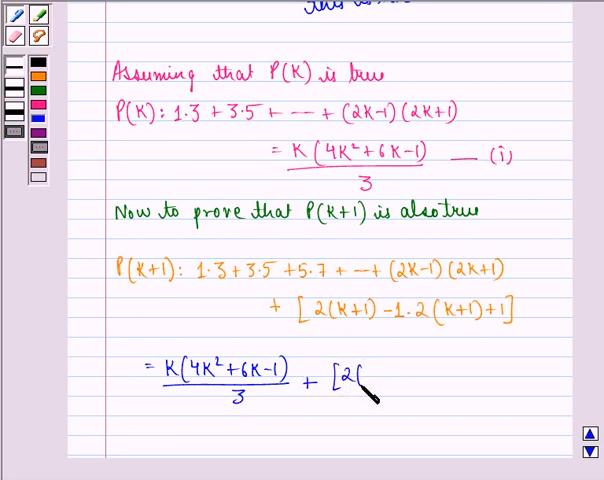 This is
Assuming that P(K) is true
P(K): 1.3 + 3.5 + --- + (2K-1) (2K+1)
= K(4K² + 6K - 1) / 3 — (i)
Now to prove that P(K+1) is also true
P(K+1): 1.3 + 3.5 + 5.7 + --- + (2K-1) (2K+1)
+ [2(K+1) - 1. 2(K+1) + 1]
= K(4K² + 6K - 1) / 3 + [2(